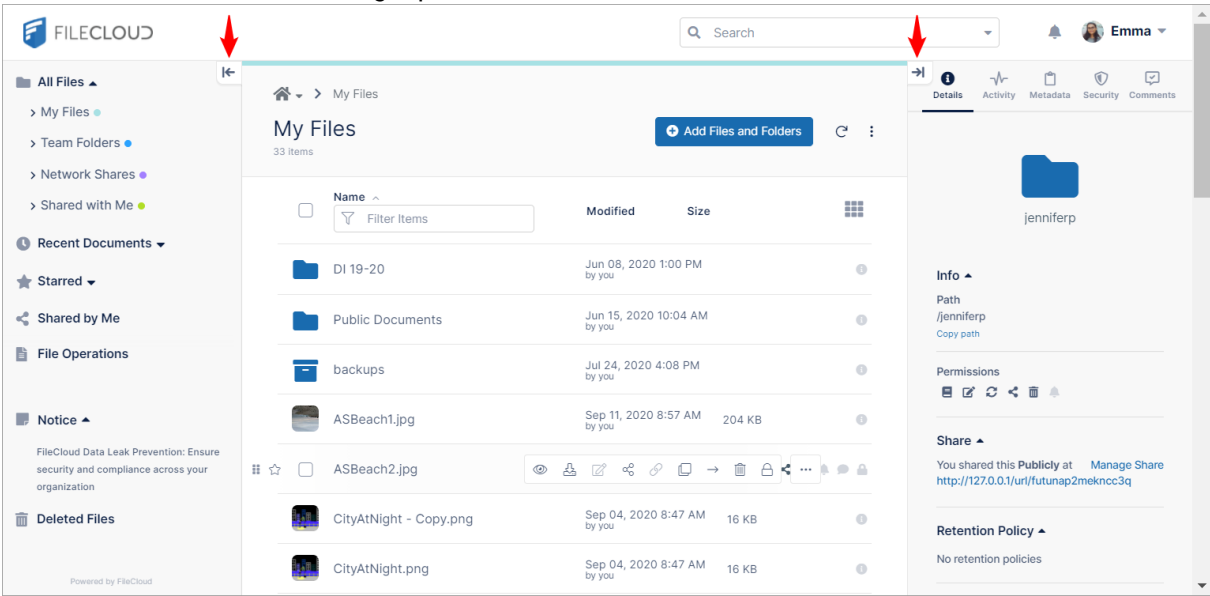 FILECLOUD
Search
Emma
All Files
My Files
Team Folders
Network Shares
Shared with Me
Recent Documents
Starred
Shared by Me
File Operations
Notice
FileCloud Data Leak Prevention: Ensure
security and compliance across your
organization
Deleted Files
Powered by FileCloud
My Files
My Files
33 items
Add Files and Folders
Name
Filter Items
Modified
Size
DI 19-20
Jun 08, 2020 1:00 PM
by you
Public Documents
Jun 15, 2020 10:04 AM
by you
backups
Jul 24, 2020 4:08 PM
by you
ASBeach1.jpg
Sep 11, 2020 8:57 AM
by you
204 KB
ASBeach2.jpg
CityAtNight - Copy.png
Sep 04, 2020 8:47 AM
by you
16 KB
CityAtNight.png
Sep 04, 2020 8:47 AM
by you
16 KB
Details
Activity
Metadata
Security
Comments
jenniferp
Info
Path
/jenniferp
Copy path
Permissions
Share
You shared this Publicly at
Manage Share
http://127.0.0.1/url/futunap2mekncc3q
Retention Policy
No retention policies